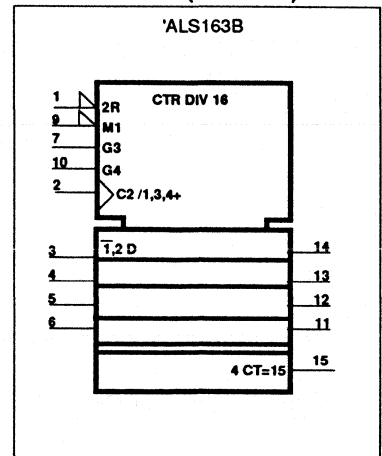 'ALS163B
CTR DIV 16
1 2R
9 M1
7 G3
10 G4
2 C2 /1,3,4+
3 1̅,2 D 14
4 13
5 12
6 11
4 CT=15 15